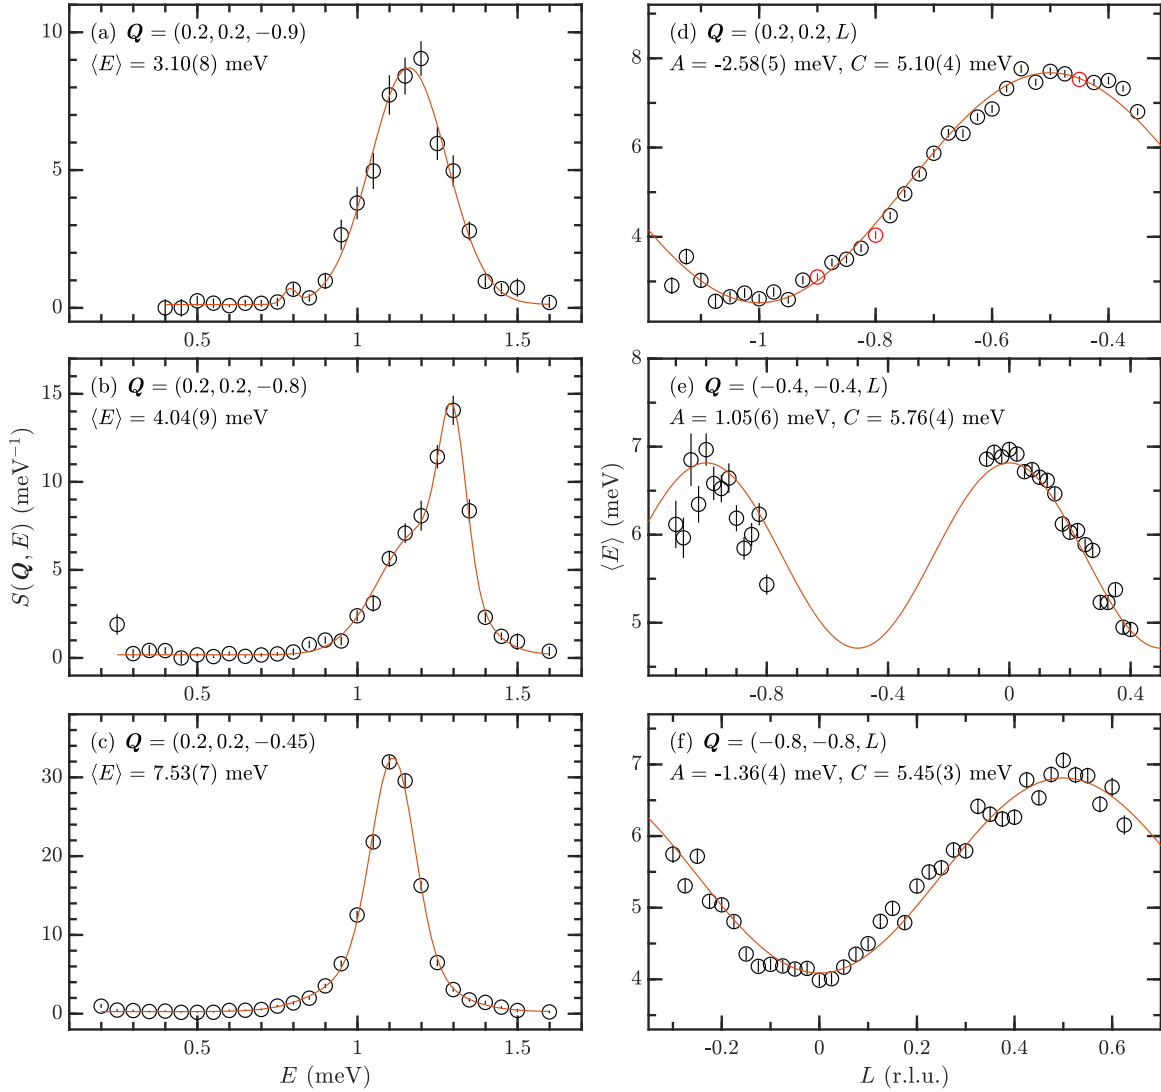 (a) Q = (0.2, 0.2, −0.9)
⟨E⟩ = 3.10(8) meV
10
5
0
0.5
1
1.5
(b) Q = (0.2, 0.2, −0.8)
⟨E⟩ = 4.04(9) meV
15
10
5
0
0.5
1
1.5
S(Q, E) (meV⁻¹)
(c) Q = (0.2, 0.2, −0.45)
⟨E⟩ = 7.53(7) meV
30
20
10
0
0.5
1
1.5
E (meV)
(d) Q = (0.2, 0.2, L)
A = -2.58(5) meV, C = 5.10(4) meV
8
6
4
-1
-0.8
-0.6
-0.4
(e) Q = (−0.4, −0.4, L)
A = 1.05(6) meV, C = 5.76(4) meV
8
7
6
5
-0.8
-0.4
0
0.4
⟨E⟩ (meV)
(f) Q = (−0.8, −0.8, L)
A = -1.36(4) meV, C = 5.45(3) meV
7
6
5
4
-0.2
0
0.2
0.4
0.6
L (r.l.u.)